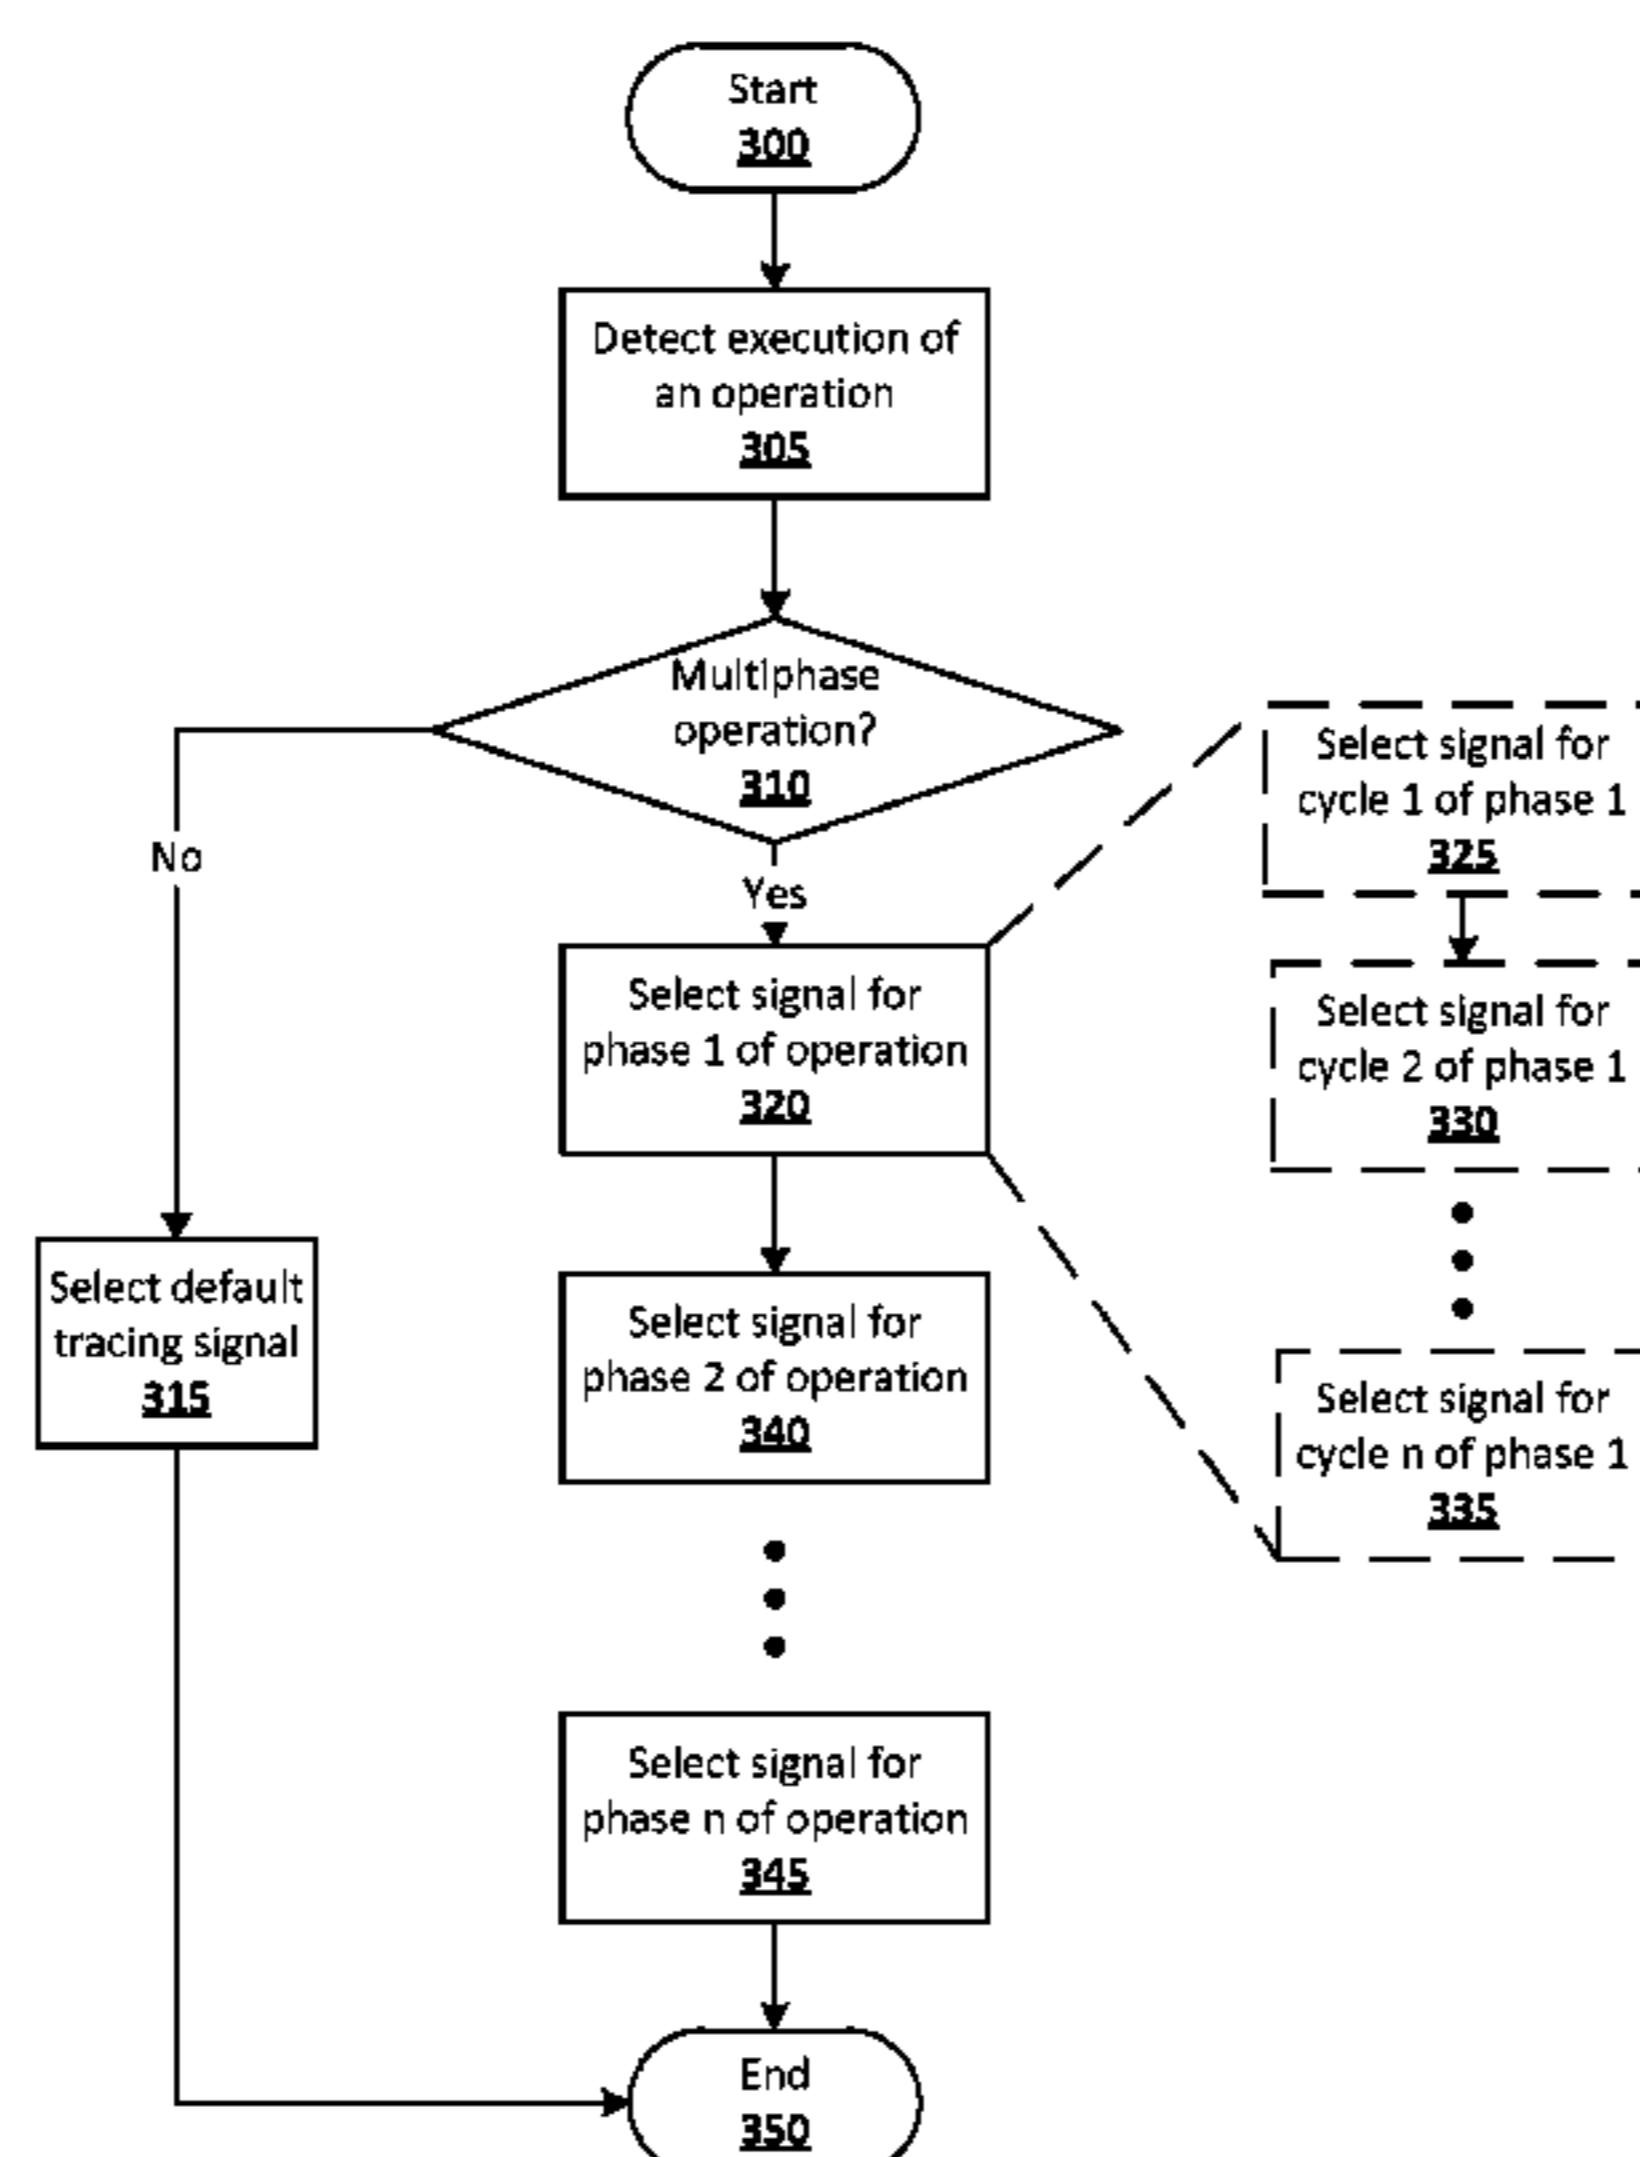 Start
300
Detect execution of
an operation
305
Multiphase
operation?
310
No
Yes
Select signal for
phase 1 of operation
320
Select signal for
cycle 1 of phase 1
325
Select signal for
cycle 2 of phase 1
330
Select signal for
cycle n of phase 1
335
Select default
tracing signal
315
Select signal for
phase 2 of operation
340
Select signal for
phase n of operation
345
End
350